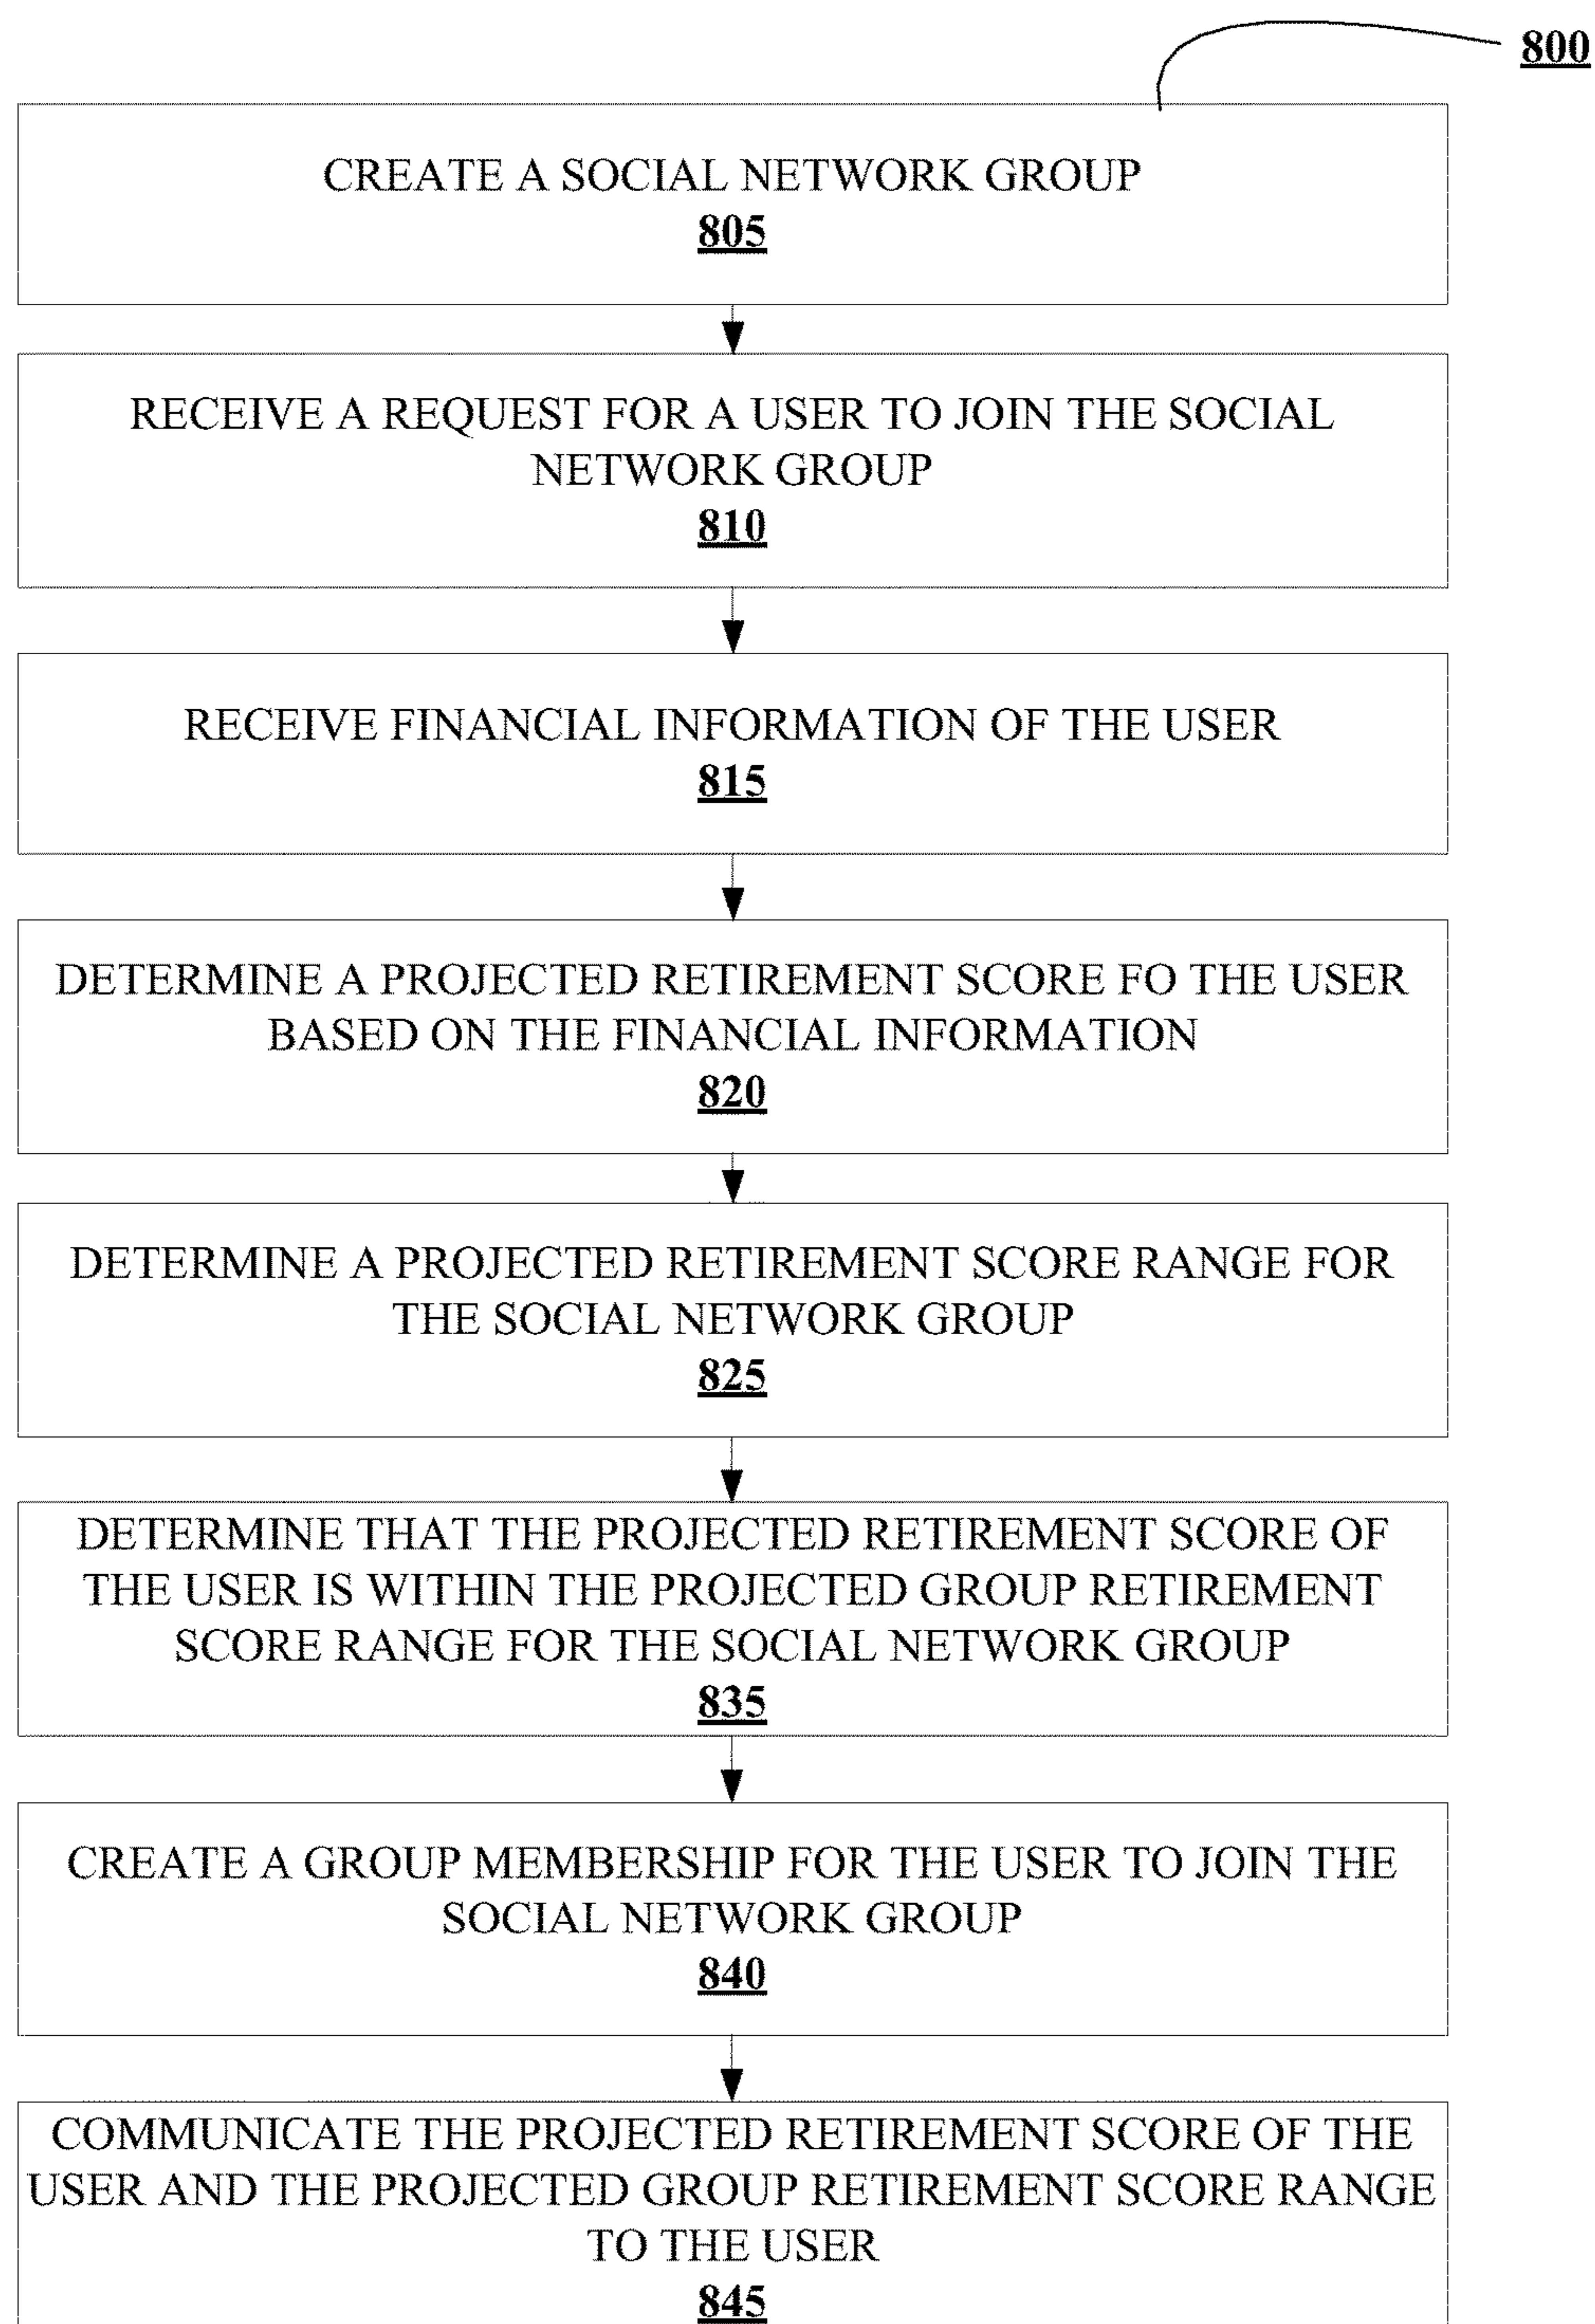 800
CREATE A SOCIAL NETWORK GROUP
805
RECEIVE A REQUEST FOR A USER TO JOIN THE SOCIAL
NETWORK GROUP
810
RECEIVE FINANCIAL INFORMATION OF THE USER
815
DETERMINE A PROJECTED RETIREMENT SCORE FO THE USER
BASED ON THE FINANCIAL INFORMATION
820
DETERMINE A PROJECTED RETIREMENT SCORE RANGE FOR
THE SOCIAL NETWORK GROUP
825
DETERMINE THAT THE PROJECTED RETIREMENT SCORE OF
THE USER IS WITHIN THE PROJECTED GROUP RETIREMENT
SCORE RANGE FOR THE SOCIAL NETWORK GROUP
835
CREATE A GROUP MEMBERSHIP FOR THE USER TO JOIN THE
SOCIAL NETWORK GROUP
840
COMMUNICATE THE PROJECTED RETIREMENT SCORE OF THE
USER AND THE PROJECTED GROUP RETIREMENT SCORE RANGE
TO THE USER
845